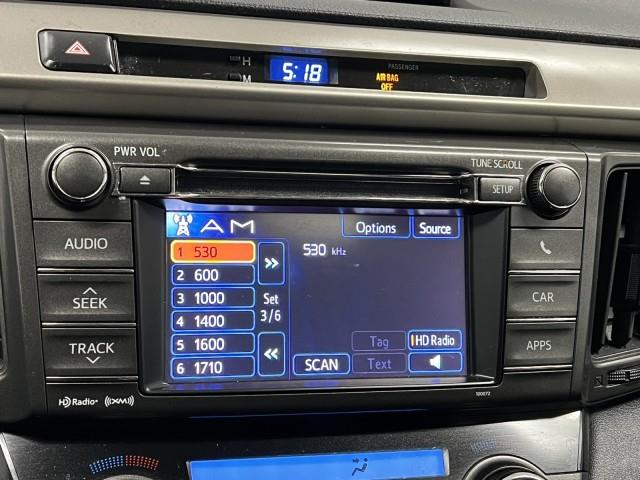 H
M
5:18
PASSENGER
AIR BAG
OFF
PWR VOL
TUNE SCROLL
SETUP
AUDIO
SEEK
TRACK
AM
Options
Source
1 530
2 600
3 1000
4 1400
5 1600
6 1710
Set
3/6
530 kHz
Tag
HD Radio
SCAN
Text
CAR
APPS
HD Radio
XM
100072